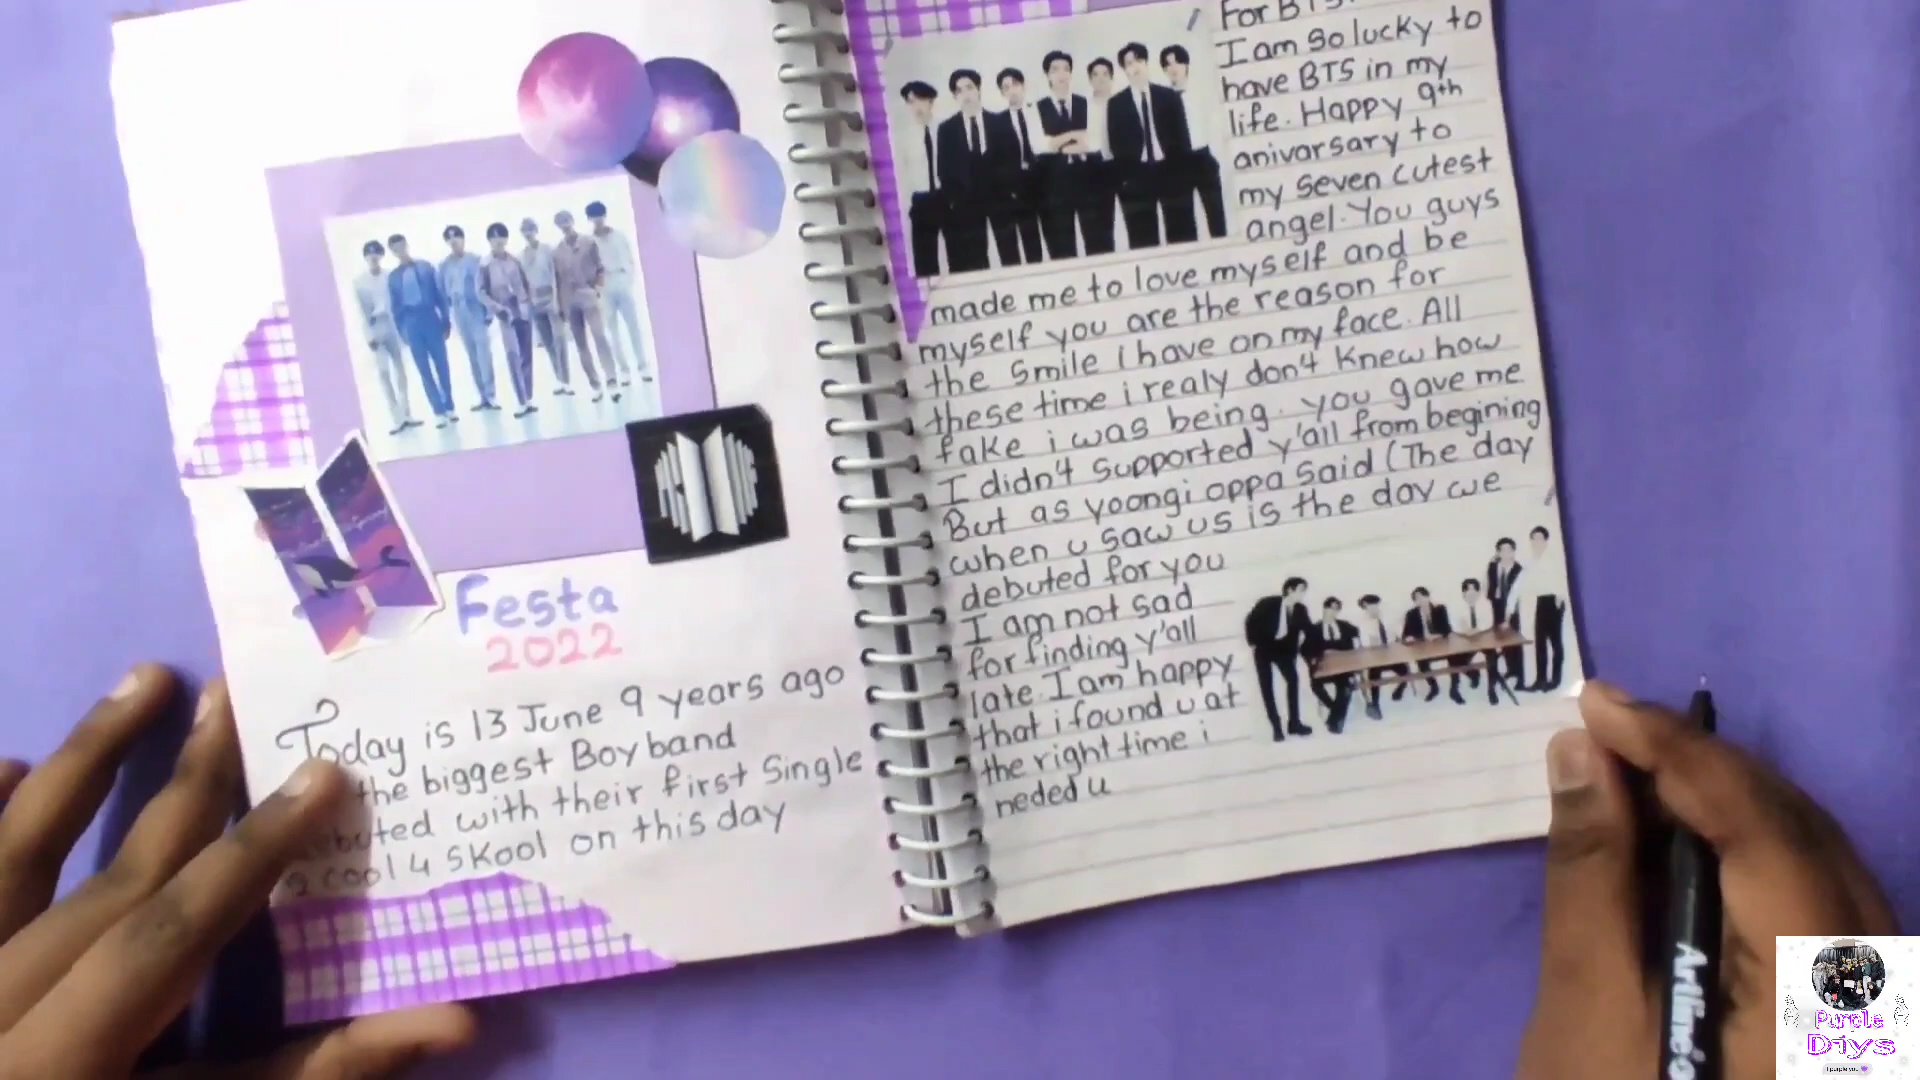 Festa
2022
Today is 13 June 9 years ago
the biggest Boyband
debuted with their first Single
2 cool 4 skool on this day
For BTS
I am so lucky to
have BTS in my
life. Happy 9th
anivarsary to
my seven cutest
angel. You guys
made me to love myself and be
myself you are the reason for
the smile i have on my face. All
these time i realy don't knew how
fake i was being. you gave me
I didn't supported y'all from begining
But as yoongi oppa said (The day
when u saw us is the day we
debuted for you
I am not sad
for finding y'all
late. I am happy
that i found u at
the right time i
neded u
Artline
Purple
Diys
I purple you